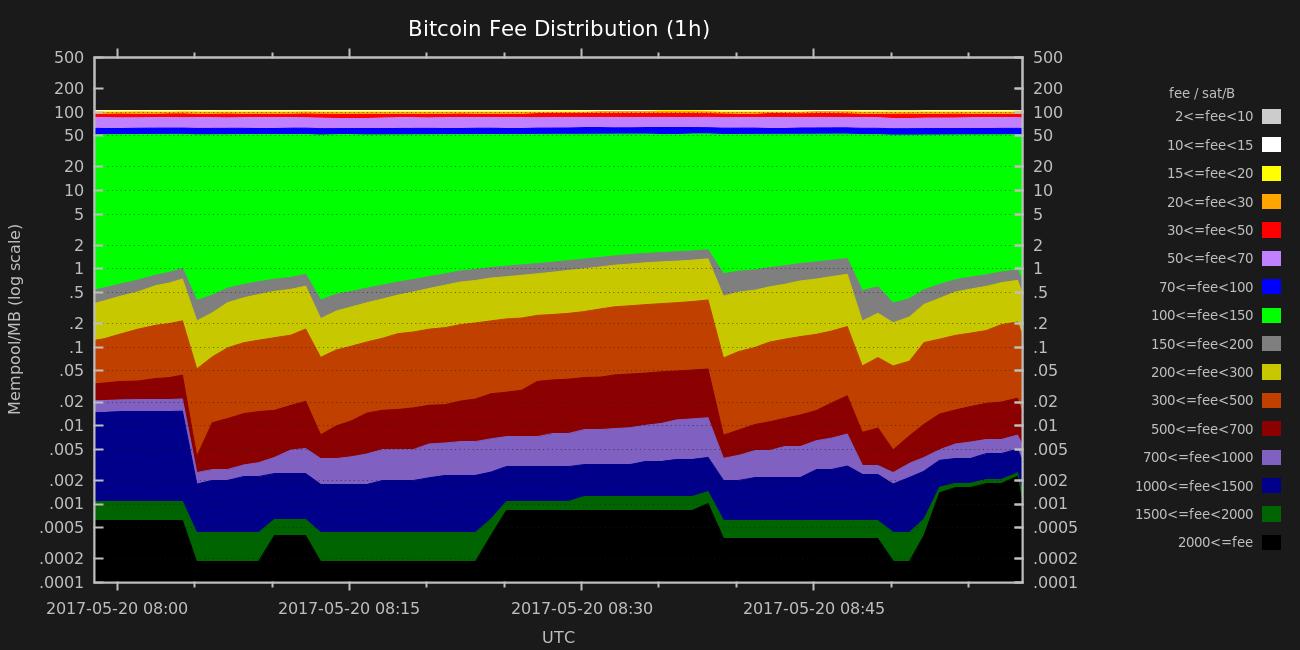 Bitcoin Fee Distribution (1h)
Mempool/MB (log scale)
500
200
100
50
20
10
5
2
1
.5
.2
.1
.05
.02
.01
.005
.002
.001
.0005
.0002
.0001
500
200
100
50
20
10
5
2
1
.5
.2
.1
.05
.02
.01
.005
.002
.001
.0005
.0002
.0001
2017-05-20 08:00
2017-05-20 08:15
2017-05-20 08:30
2017-05-20 08:45
UTC
fee / sat/B
2<=fee<10
10<=fee<15
15<=fee<20
20<=fee<30
30<=fee<50
50<=fee<70
70<=fee<100
100<=fee<150
150<=fee<200
200<=fee<300
300<=fee<500
500<=fee<700
700<=fee<1000
1000<=fee<1500
1500<=fee<2000
2000<=fee